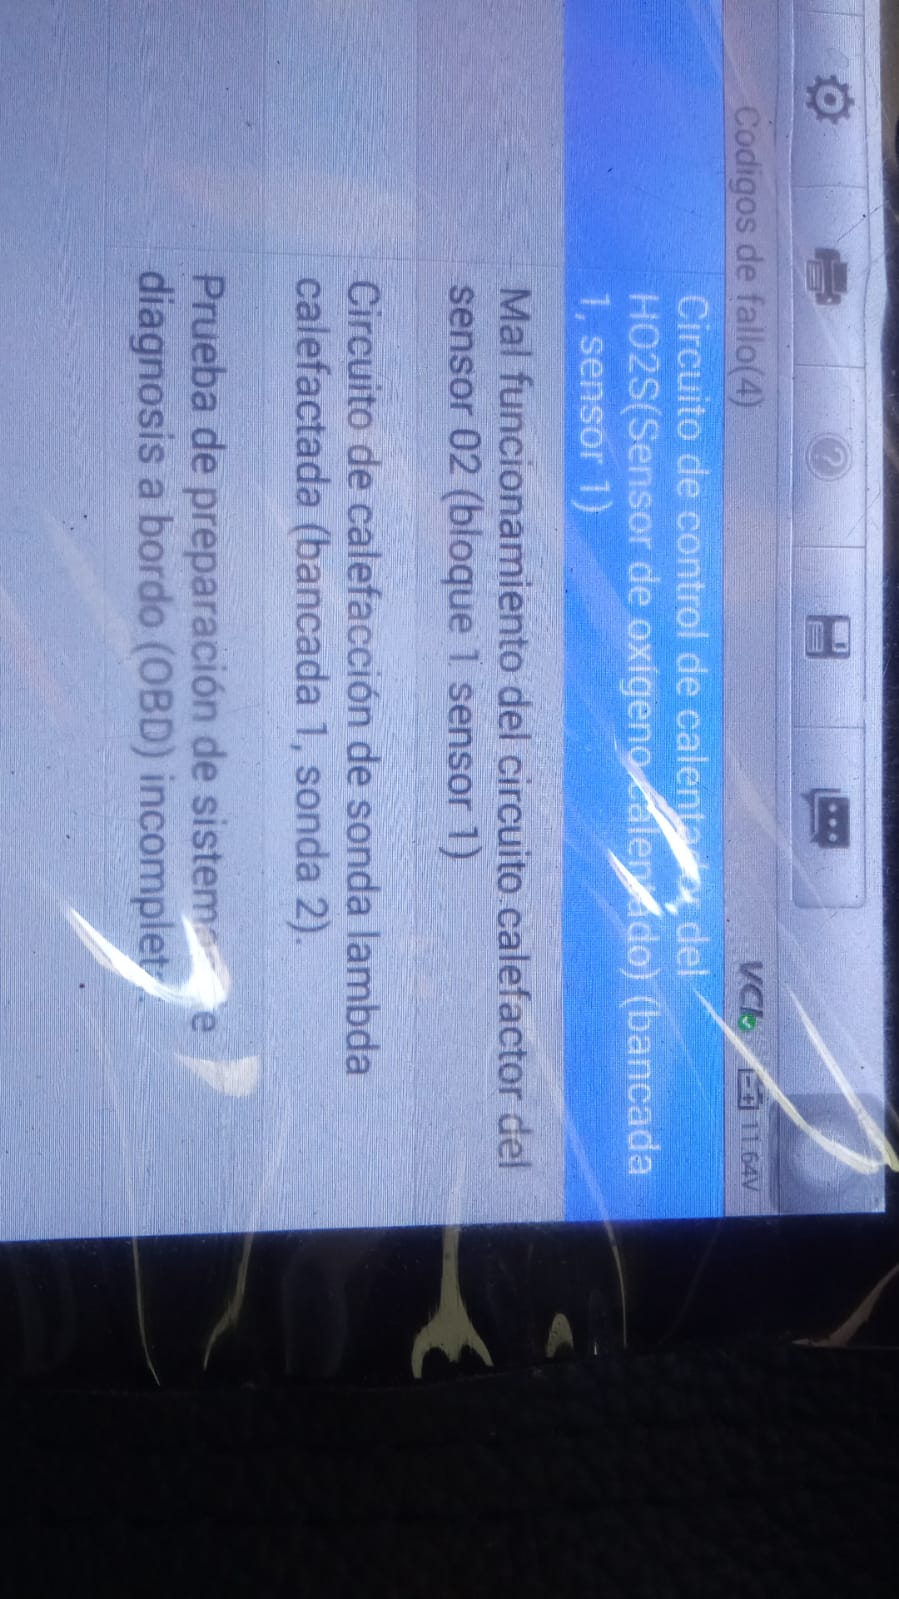 Codigos de fallo(4)
VCI
11.64V
Circuito de control de calentador del
HO2S(Sensor de oxígeno calentado) (bancada
1, sensor 1)
Mal funcionamiento del circuito calefactor del
sensor 02 (bloque 1 sensor 1)
Circuito de calefacción de sonda lambda
calefactada (bancada 1, sonda 2).
Prueba de preparación de sistemas de
diagnosis a bordo (OBD) incompleta.